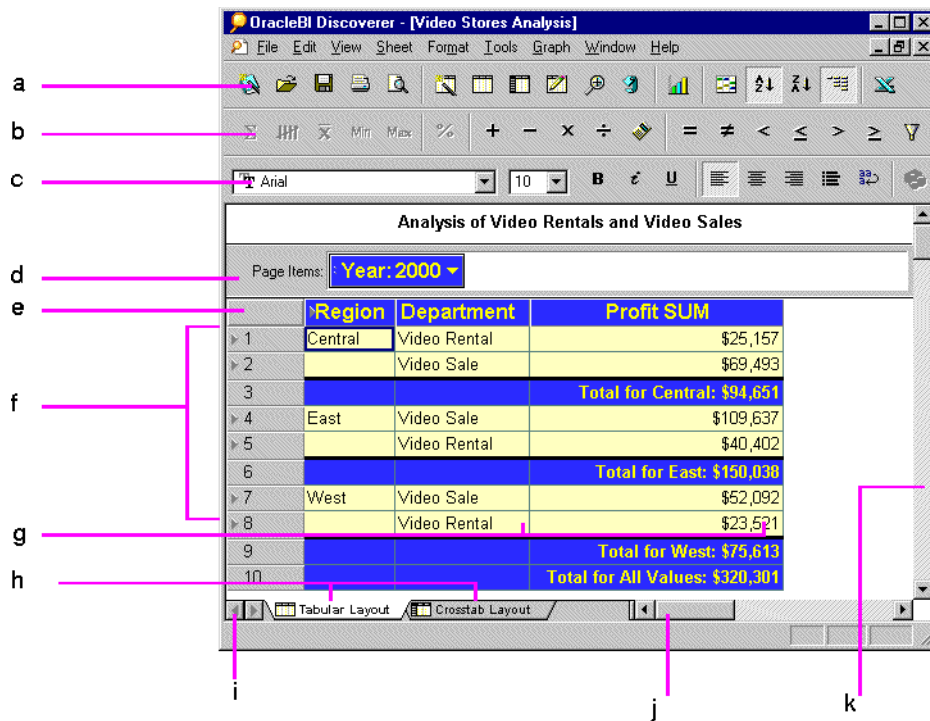 OracleBI Discoverer - [Video Stores Analysis]
File Edit View Sheet Format Tools Graph Window Help
a
b
Σ X Min Max % + − × ÷ = ≠ < ≤ > ≥
c
Arial 10 B i U
Analysis of Video Rentals and Video Sales
d
Page Items: Year: 2000
e
Region Department Profit SUM
1 Central Video Rental $25,157
2 Video Sale $69,493
3 Total for Central: $94,651
f
4 East Video Sale $109,637
5 Video Rental $40,402
6 Total for East: $150,038
k
7 West Video Sale $52,092
g
8 Video Rental $23,521
9 Total for West: $75,613
h
10 Total for All Values: $320,301
Tabular Layout Crosstab Layout
i
j
k